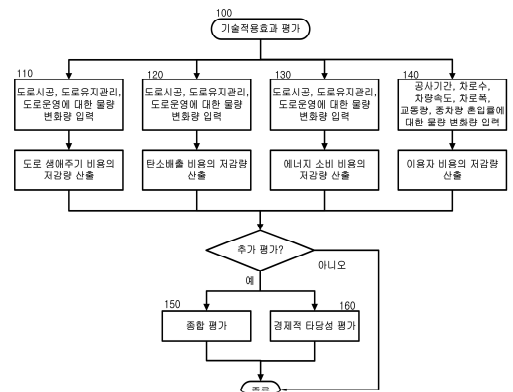 100
기술적용효과 평가
110
도로시공, 도로유지관리,
도로운영에 대한 물량
변화량 입력
120
도로시공, 도로유지관리,
도로운영에 대한 물량
변화량 입력
130
도로시공, 도로유지관리,
도로운영에 대한 물량
변화량 입력
140
공사기간, 차로수,
차량속도, 차로폭,
교통량, 중차량 혼입률에
대한 물량 변화량 입력
도로 생애주기 비용의
저감량 산출
탄소배출 비용의 저감량
산출
에너지 소비 비용의
저감량 산출
이용자 비용의 저감량
산출
추가 평가?
아니오
예
150
종합 평가
160
경제적 타당성 평가
종료